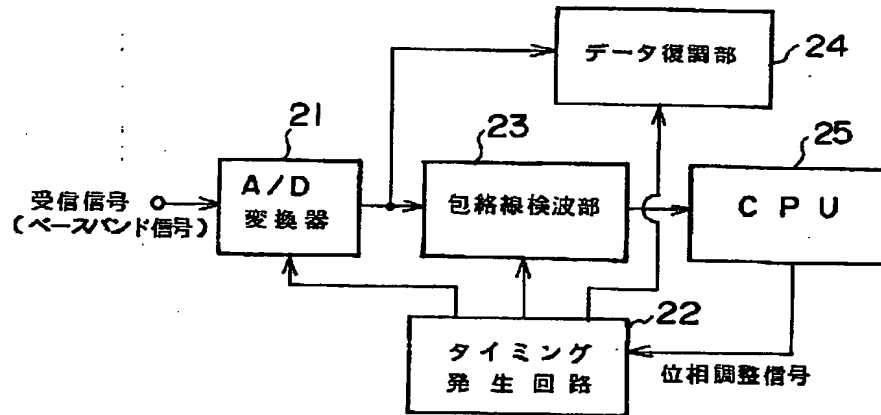 データ復調部
24
21
23
25
A/D
変換器
包絡線検波部
CPU
受信信号
(ベースバンド信号)
22
タイミング
発生回路
位相調整信号